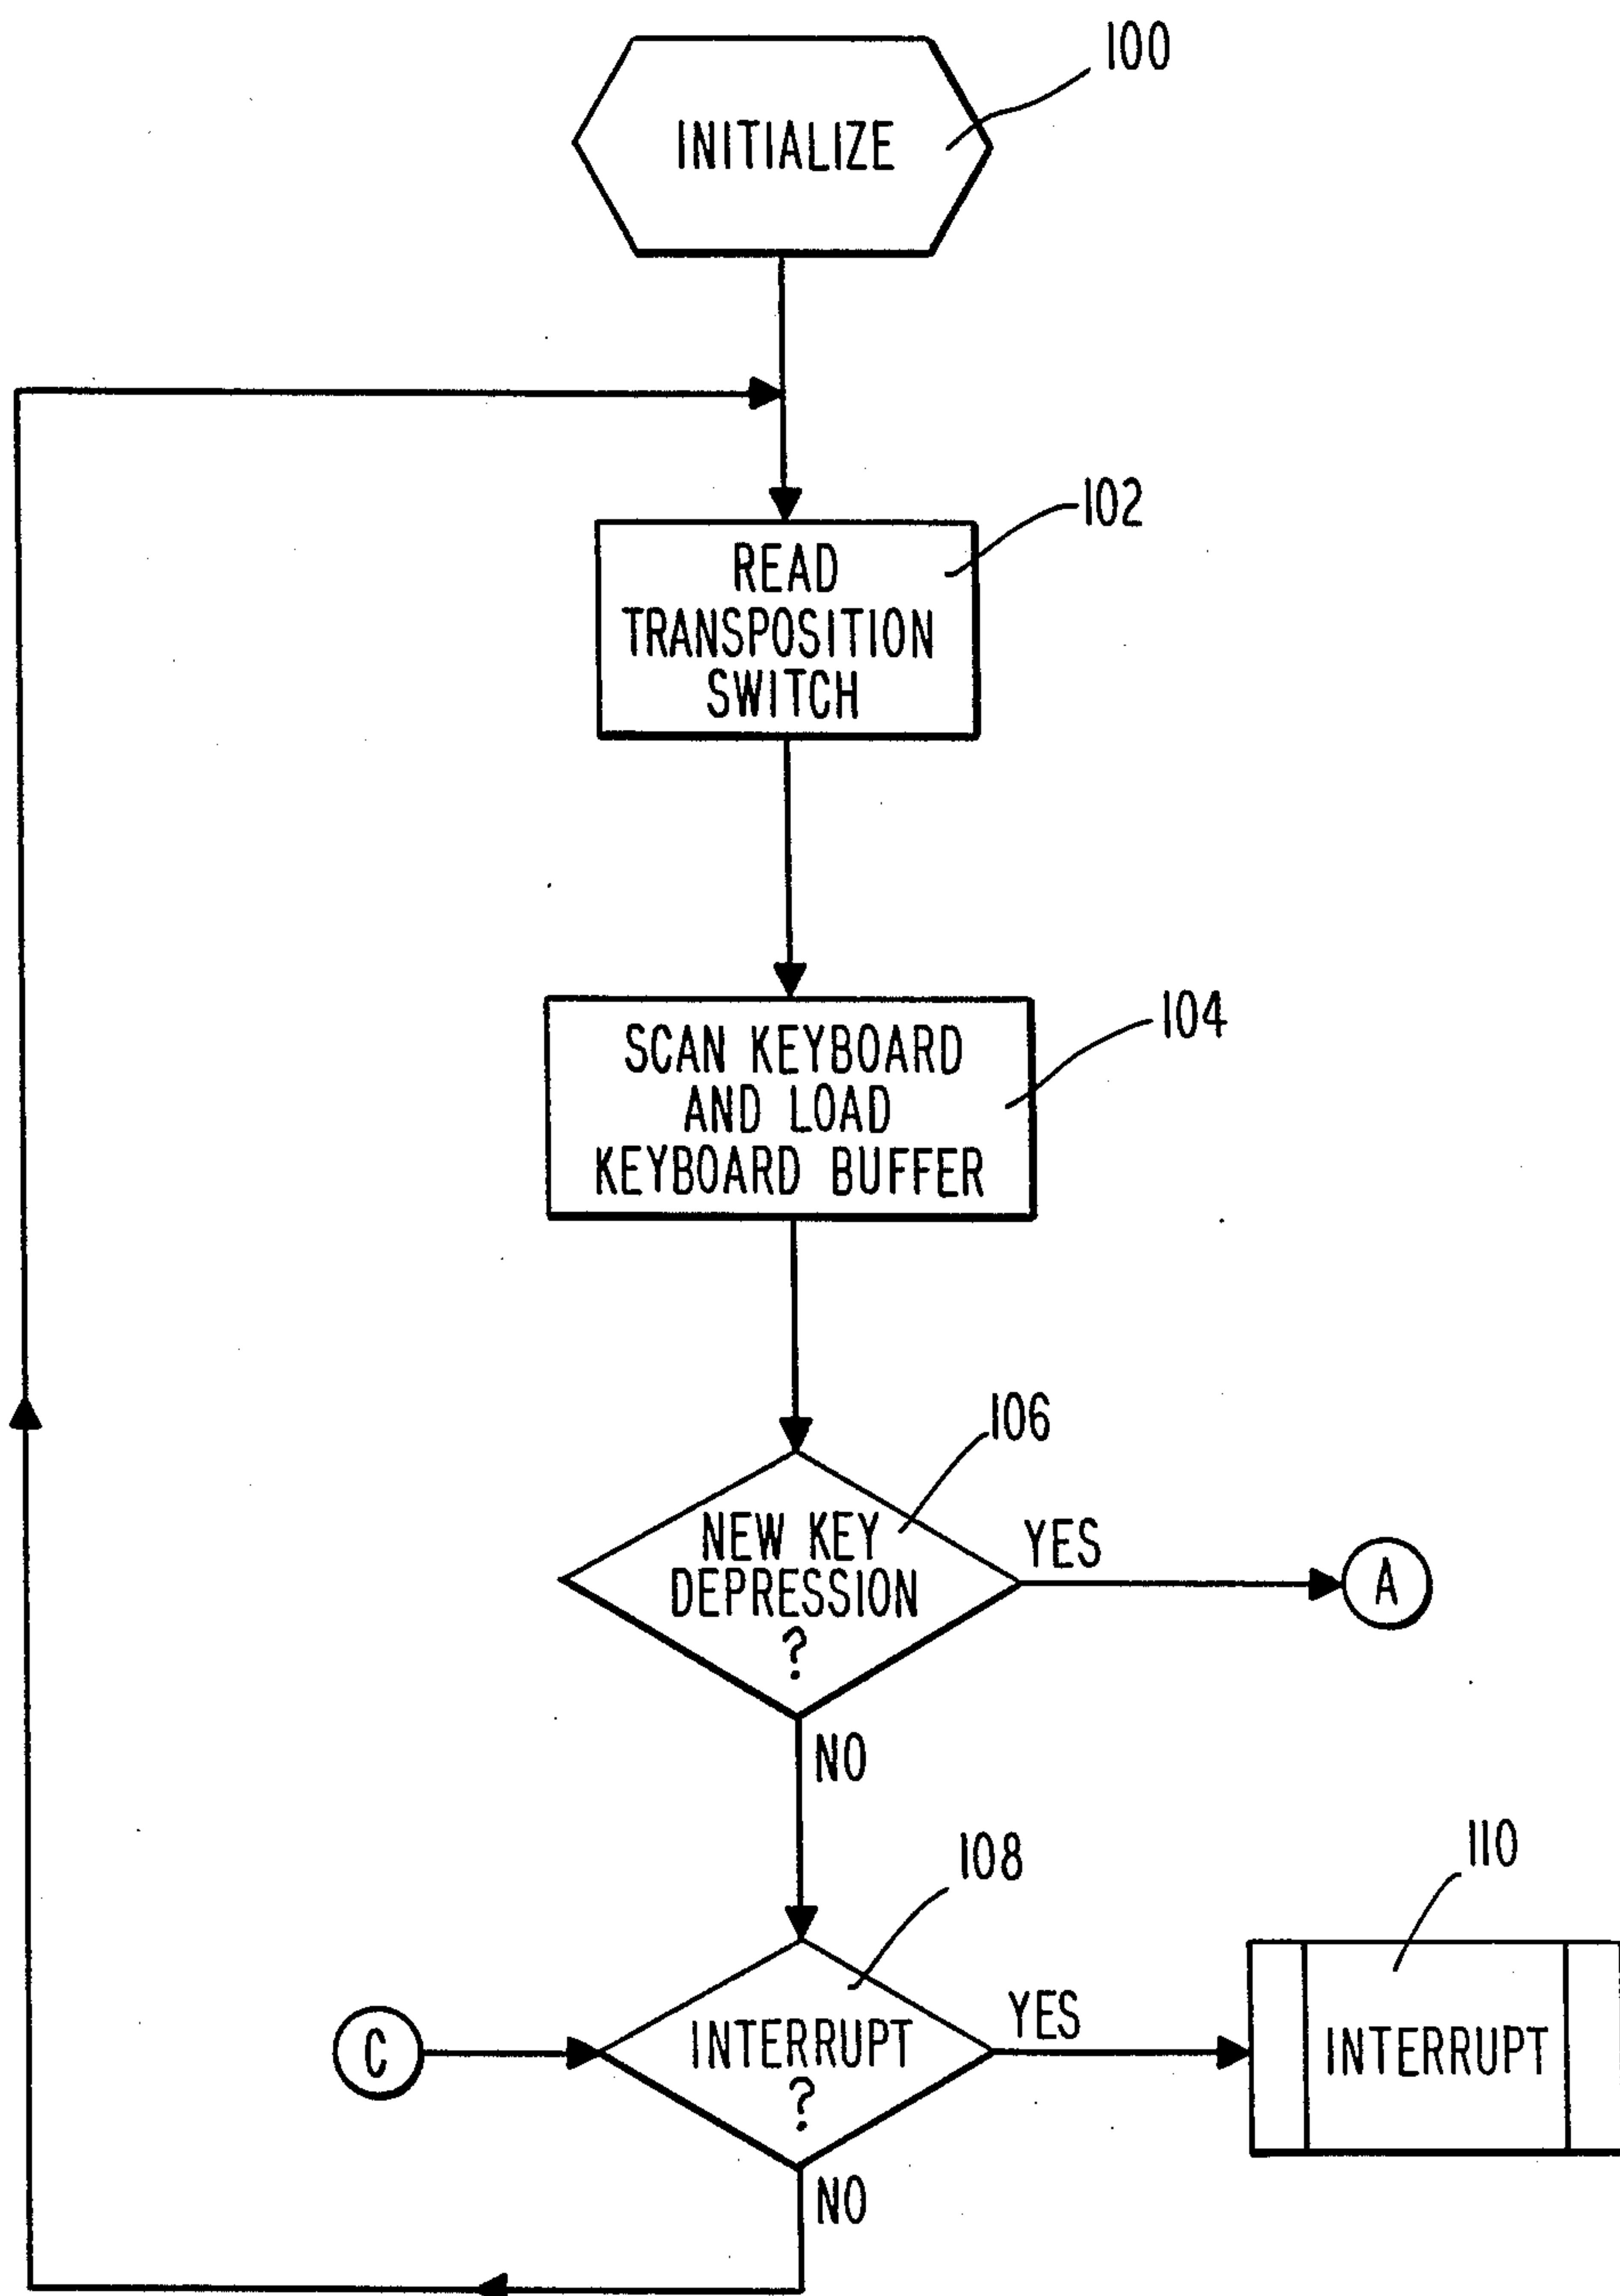 100
INITIALIZE
102
READ
TRANSPOSITION
SWITCH
104
SCAN KEYBOARD
AND LOAD
KEYBOARD BUFFER
106
NEW KEY
DEPRESSION
?
YES
A
NO
108
110
C
INTERRUPT
?
YES
INTERRUPT
NO